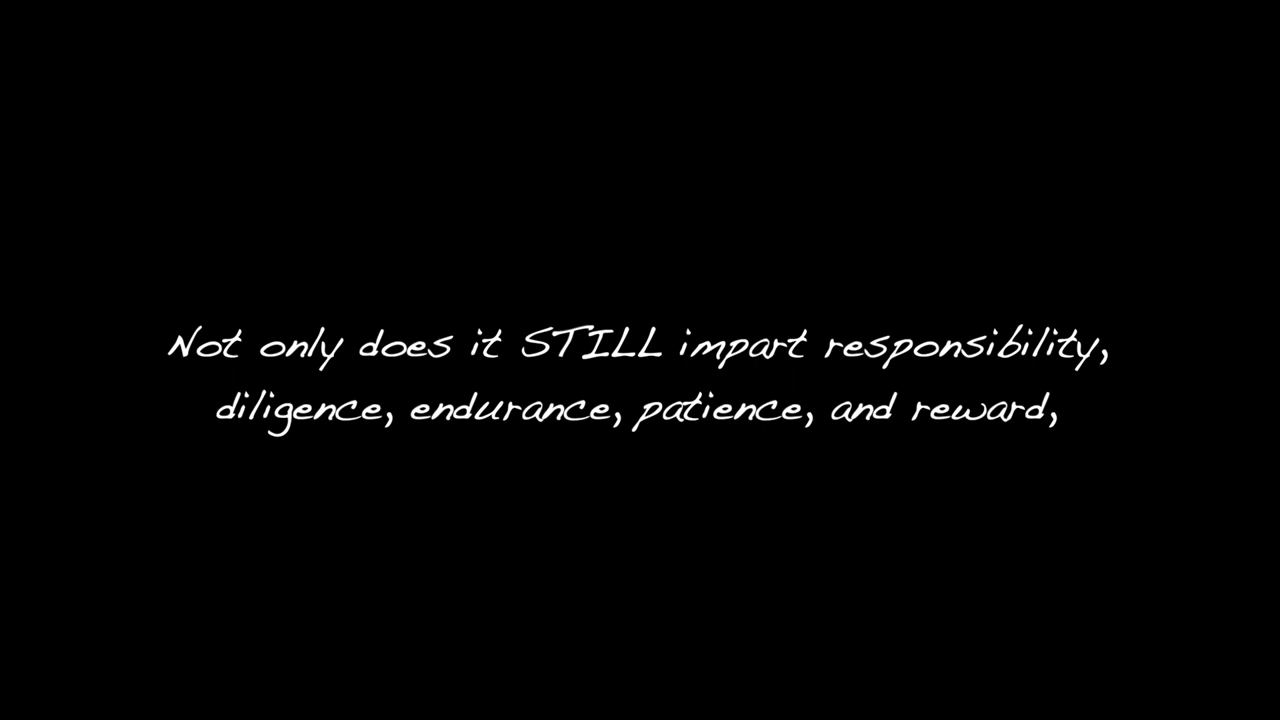 Not only does it STILL impart responsibility,
diligence, endurance, patience, and reward,